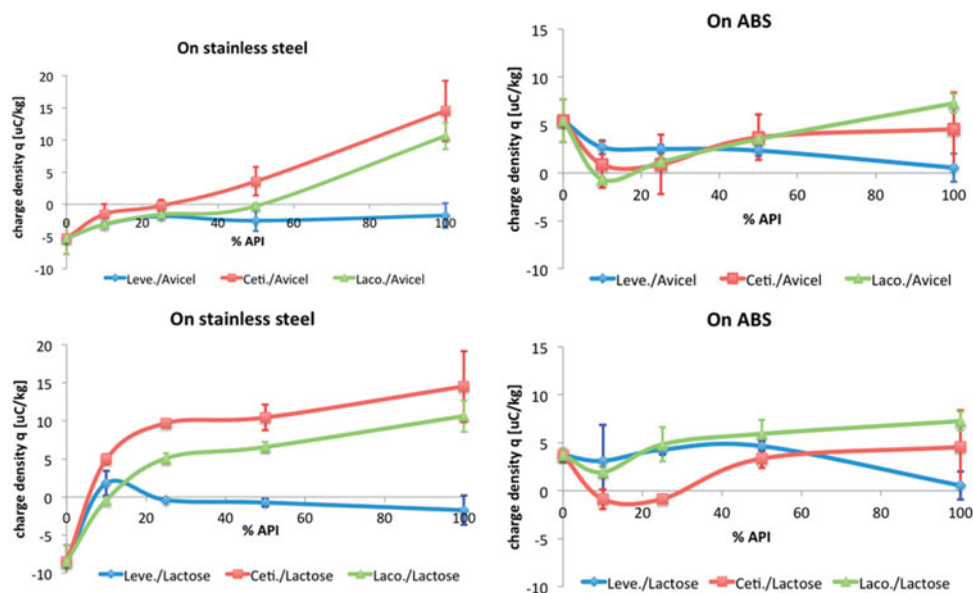 On stainless steel
charge density q [uC/kg]
20
15
10
5
0
-5
-10
0 20 40 60 80 100
% API
Leve./Avicel Ceti./Avicel Laco./Avicel
On ABS
charge density q [uC/kg]
15
10
5
0
-5
-10
0 20 40 60 80 100
% API
Leve./Avicel Ceti./Avicel Laco./Avicel
On stainless steel
charge density q [uC/kg]
20
15
10
5
0
-5
-10
0 20 40 60 80 100
% API
Leve./Lactose Ceti./Lactose Laco./Lactose
On ABS
charge density q [uC/kg]
15
10
5
0
-5
-10
0 20 40 60 80 100
% API
Leve./Lactose Ceti./Lactose Laco./Lactose